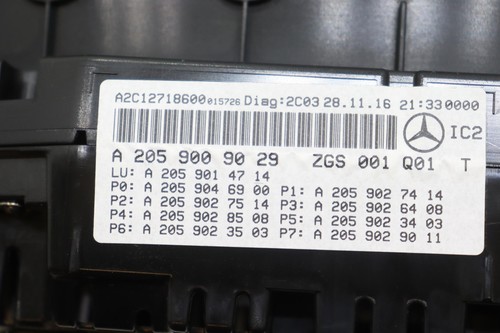 A2C12718600015726 Diag:2C03 28.11.16 21:33 0000
IC2
A 205 900 90 29 ZGS 001 Q01 T
LU: A 205 901 47 14
P0: A 205 904 69 00 P1: A 205 902 74 14
P2: A 205 902 75 14 P3: A 205 902 64 08
P4: A 205 902 85 08 P5: A 205 902 34 03
P6: A 205 902 35 03 P7: A 205 902 90 11